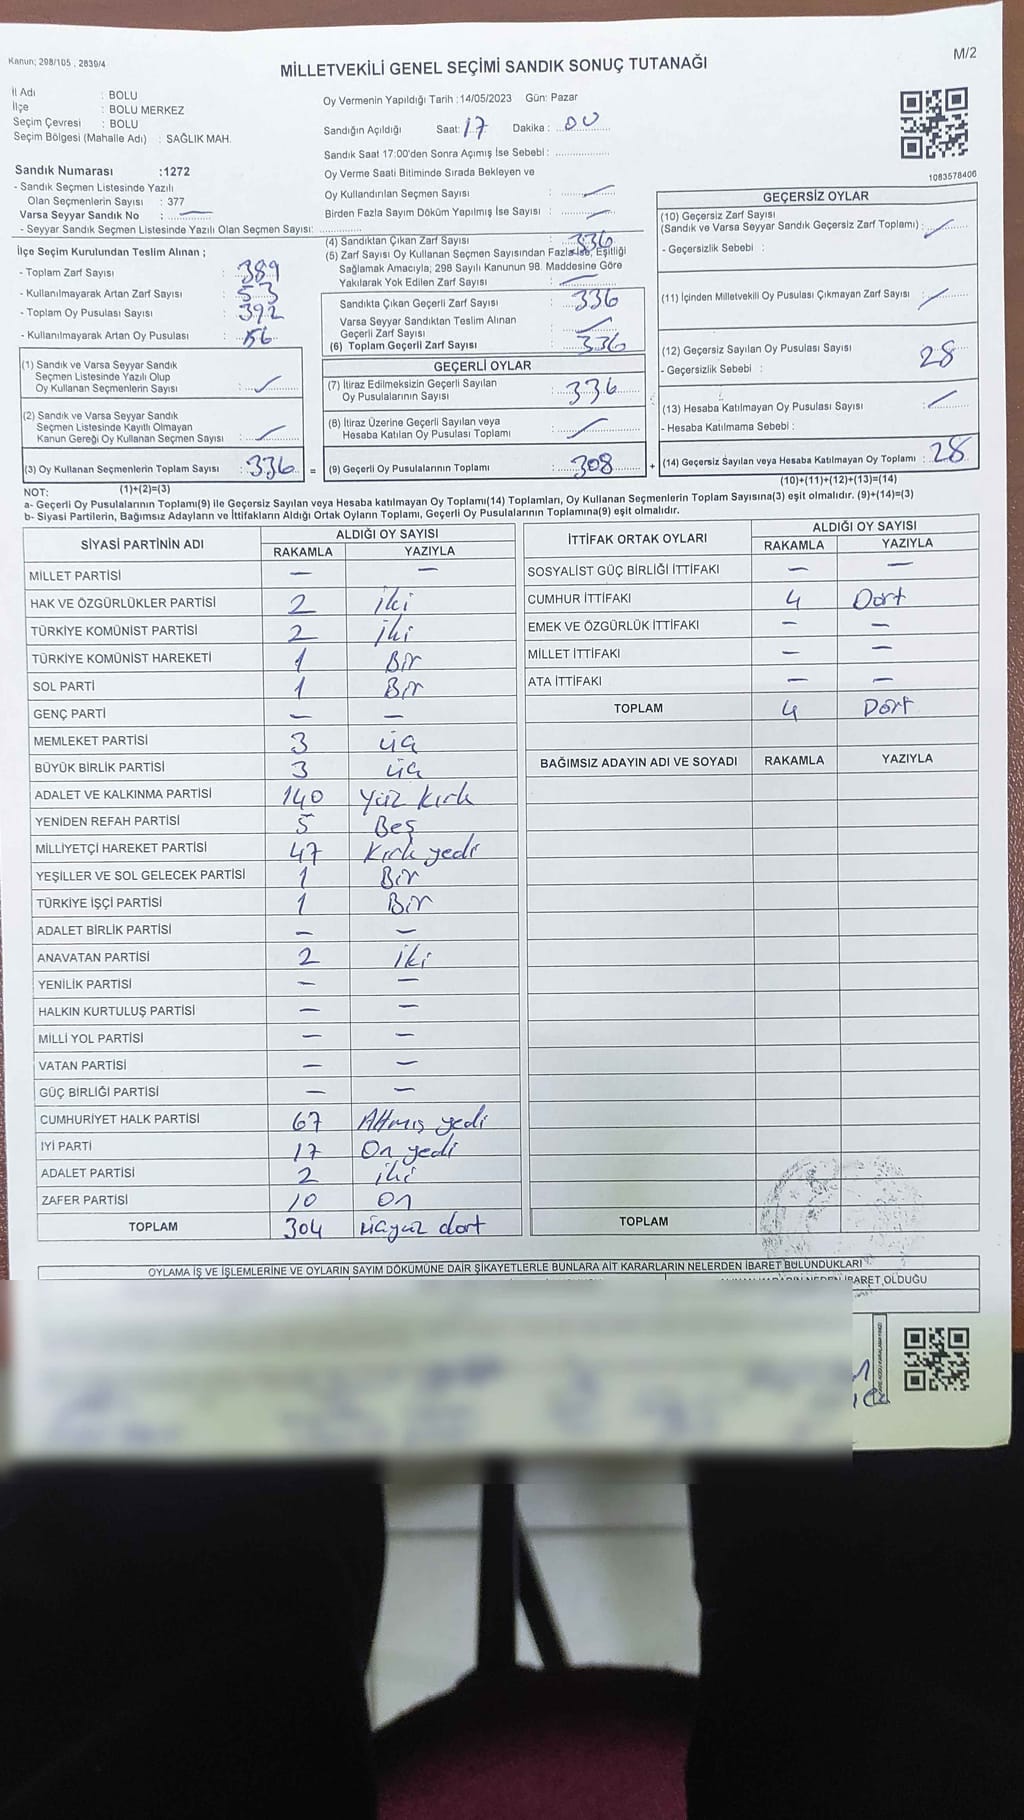 Kanun; 298/105 , 2839/4
MİLLETVEKİLİ GENEL SEÇİMİ SANDIK SONUÇ TUTANAĞI
M/2
İl Adı : BOLU
İlçe : BOLU MERKEZ
Seçim Çevresi : BOLU
Seçim Bölgesi (Mahalle Adı) : SAĞLIK MAH.
Sandık Numarası :1272
- Sandık Seçmen Listesinde Yazılı
Olan Seçmenlerin Sayısı : 377
Varsa Seyyar Sandık No : —
- Seyyar Sandık Seçmen Listesinde Yazılı Olan Seçmen Sayısı:
Oy Vermenin Yapıldığı Tarih :14/05/2023 Gün: Pazar
Sandığın Açıldığı Saat: 17 Dakika : 00
Sandık Saat 17:00'den Sonra Açımış İse Sebebi :
Oy Verme Saati Bitiminde Sırada Bekleyen ve
Oy Kullandırılan Seçmen Sayısı : —
Birden Fazla Sayım Döküm Yapılmış İse Sayısı : —
1083578406
İlçe Seçim Kurulundan Teslim Alınan ;
- Toplam Zarf Sayısı : 389
- Kullanılmayarak Artan Zarf Sayısı : 53
- Toplam Oy Pusulası Sayısı : 392
- Kullanılmayarak Artan Oy Pusulası : 56
(1) Sandık ve Varsa Seyyar Sandık
Seçmen Listesinde Yazılı Olup
Oy Kullanan Seçmenlerin Sayısı : —
(2) Sandık ve Varsa Seyyar Sandık
Seçmen Listesinde Kayıtlı Olmayan
Kanun Gereği Oy Kullanan Seçmen Sayısı : —
(3) Oy Kullanan Seçmenlerin Toplam Sayısı : 336 =
(1)+(2)=(3)
(4) Sandıktan Çıkan Zarf Sayısı : 336
(5) Zarf Sayısı Oy Kullanan Seçmen Sayısından Fazla İse, Eşitliği
Sağlamak Amacıyla; 298 Sayılı Kanunun 98. Maddesine Göre
Yakılarak Yok Edilen Zarf Sayısı : —
Sandıkta Çıkan Geçerli Zarf Sayısı : 336
Varsa Seyyar Sandıktan Teslim Alınan
Geçerli Zarf Sayısı : —
(6) Toplam Geçerli Zarf Sayısı : 336
GEÇERLİ OYLAR
(7) İtiraz Edilmeksizin Geçerli Sayılan
Oy Pusulalarının Sayısı : 336
(8) İtiraz Üzerine Geçerli Sayılan veya
Hesaba Katılan Oy Pusulası Toplamı : —
(9) Geçerli Oy Pusulalarının Toplamı : 308 +
GEÇERSİZ OYLAR
(10) Geçersiz Zarf Sayısı
(Sandık ve Varsa Seyyar Sandık Geçersiz Zarf Toplamı) : —
- Geçersizlik Sebebi :
(11) İçinden Milletvekili Oy Pusulası Çıkmayan Zarf Sayısı : —
(12) Geçersiz Sayılan Oy Pusulası Sayısı : 28
- Geçersizlik Sebebi :
(13) Hesaba Katılmayan Oy Pusulası Sayısı : —
- Hesaba Katılmama Sebebi :
(14) Geçersiz Sayılan veya Hesaba Katılmayan Oy Toplamı : 28
(10)+(11)+(12)+(13)=(14)
NOT:
a- Geçerli Oy Pusulalarının Toplamı(9) ile Geçersiz Sayılan veya Hesaba katılmayan Oy Toplamı(14) Toplamları, Oy Kullanan Seçmenlerin Toplam Sayısına(3) eşit olmalıdır. (9)+(14)=(3)
b- Siyasi Partilerin, Bağımsız Adayların ve İttifakların Aldığı Ortak Oyların Toplamı, Geçerli Oy Pusulalarının Toplamına(9) eşit olmalıdır.
SİYASİ PARTİNİN ADI ALDIĞI OY SAYISI
RAKAMLA YAZIYLA
MİLLET PARTİSİ — —
HAK VE ÖZGÜRLÜKLER PARTİSİ 2 iki
TÜRKİYE KOMÜNİST PARTİSİ 2 iki
TÜRKİYE KOMÜNİST HAREKETİ 1 Bir
SOL PARTİ 1 Bir
GENÇ PARTİ — —
MEMLEKET PARTİSİ 3 üç
BÜYÜK BİRLİK PARTİSİ 3 üç
ADALET VE KALKINMA PARTİSİ 140 Yüz kırk
YENİDEN REFAH PARTİSİ 5 Beş
MİLLİYETÇİ HAREKET PARTİSİ 47 Kırk yedi
YEŞİLLER VE SOL GELECEK PARTİSİ 1 Bir
TÜRKİYE İŞÇİ PARTİSİ 1 Bir
ADALET BİRLİK PARTİSİ — —
ANAVATAN PARTİSİ 2 iki
YENİLİK PARTİSİ — —
HALKIN KURTULUŞ PARTİSİ — —
MİLLİ YOL PARTİSİ — —
VATAN PARTİSİ — —
GÜÇ BİRLİĞİ PARTİSİ — —
CUMHURİYET HALK PARTİSİ 67 Altmış yedi
İYİ PARTİ 17 On yedi
ADALET PARTİSİ 2 iki
ZAFER PARTİSİ 10 On
TOPLAM 304 üçyüz dört
İTTİFAK ORTAK OYLARI ALDIĞI OY SAYISI
RAKAMLA YAZIYLA
SOSYALİST GÜÇ BİRLİĞİ İTTİFAKI — —
CUMHUR İTTİFAKI 4 Dört
EMEK VE ÖZGÜRLÜK İTTİFAKI — —
MİLLET İTTİFAKI — —
ATA İTTİFAKI — —
TOPLAM 4 Dört
BAĞIMSIZ ADAYIN ADI VE SOYADI RAKAMLA YAZIYLA
TOPLAM
OYLAMA İŞ VE İŞLEMLERİNE VE OYLARIN SAYIM DÖKÜMÜNE DAİR ŞİKAYETLERLE BUNLARA AİT KARARLARIN NELERDEN İBARET BULUNDUKLARI
İBARET OLDUĞU